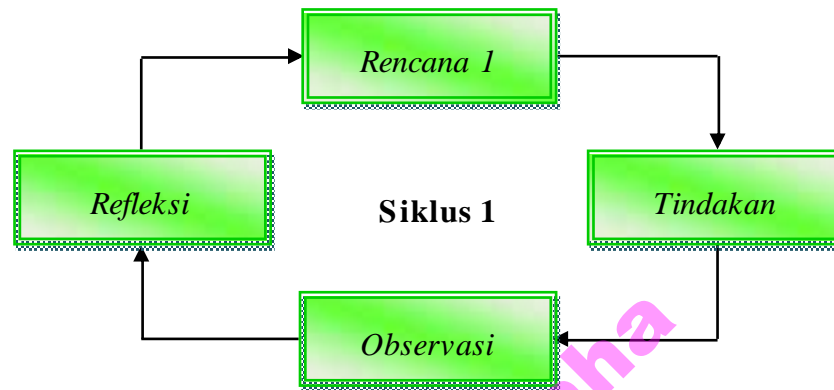 Rencana 1
Refleksi
Siklus 1
Tindakan
Observasi